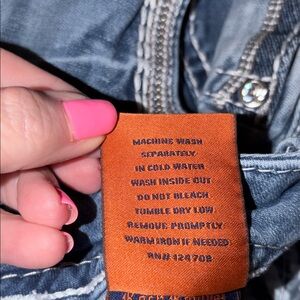 MACHINE WASH
SEPARATELY
IN COLD WATER
WASH INSIDE OUT
DO NOT BLEACH
TUMBLE DRY LOW
REMOVE PROMPTLY
WARM IRON IF NEEDED
RN# 124708